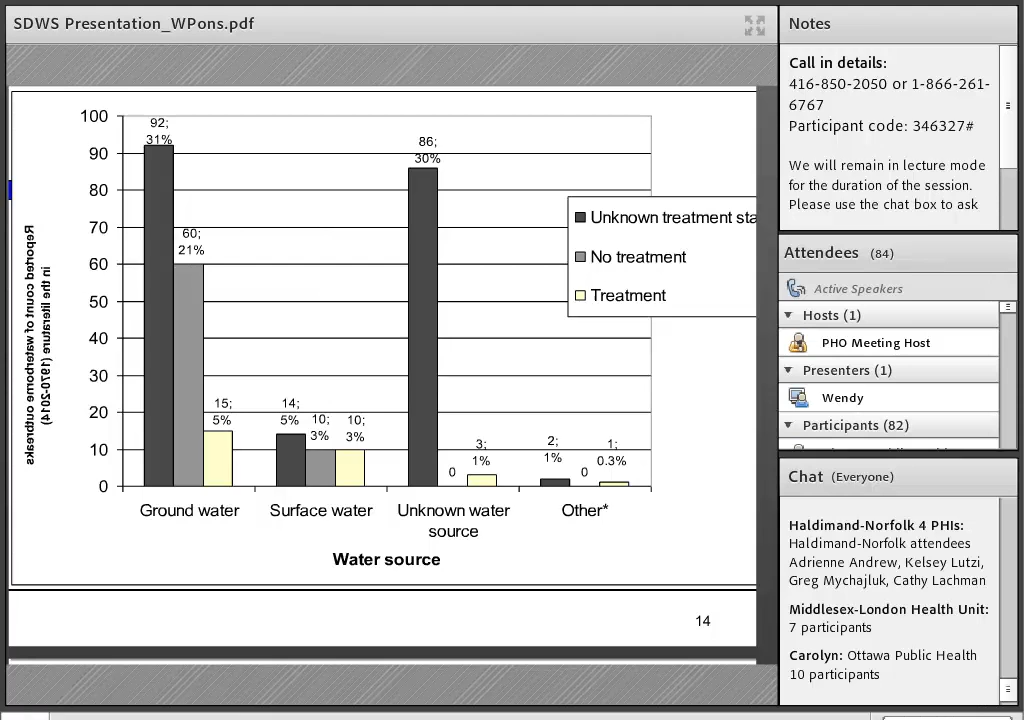 SDWS Presentation_WPons.pdf
Reported count of waterborne outbreaks
in the literature (1970-2014)
100
90
80
70
60
50
40
30
20
10
0
92;
31%
60;
21%
15;
5%
14;
5%
10;
3%
10;
3%
86;
30%
0
3;
1%
2;
1%
0
1;
0.3%
Unknown treatment sta
No treatment
Treatment
Ground water
Surface water
Unknown water
source
Other*
Water source
14
Notes
Call in details:
416-850-2050 or 1-866-261-
6767
Participant code: 346327#
We will remain in lecture mode
for the duration of the session.
Please use the chat box to ask
Attendees (84)
Active Speakers
Hosts (1)
PHO Meeting Host
Presenters (1)
Wendy
Participants (82)
Chat (Everyone)
Haldimand-Norfolk 4 PHIs:
Haldimand-Norfolk attendees
Adrienne Andrew, Kelsey Lutzi,
Greg Mychajluk, Cathy Lachman
Middlesex-London Health Unit:
7 participants
Carolyn: Ottawa Public Health
10 participants